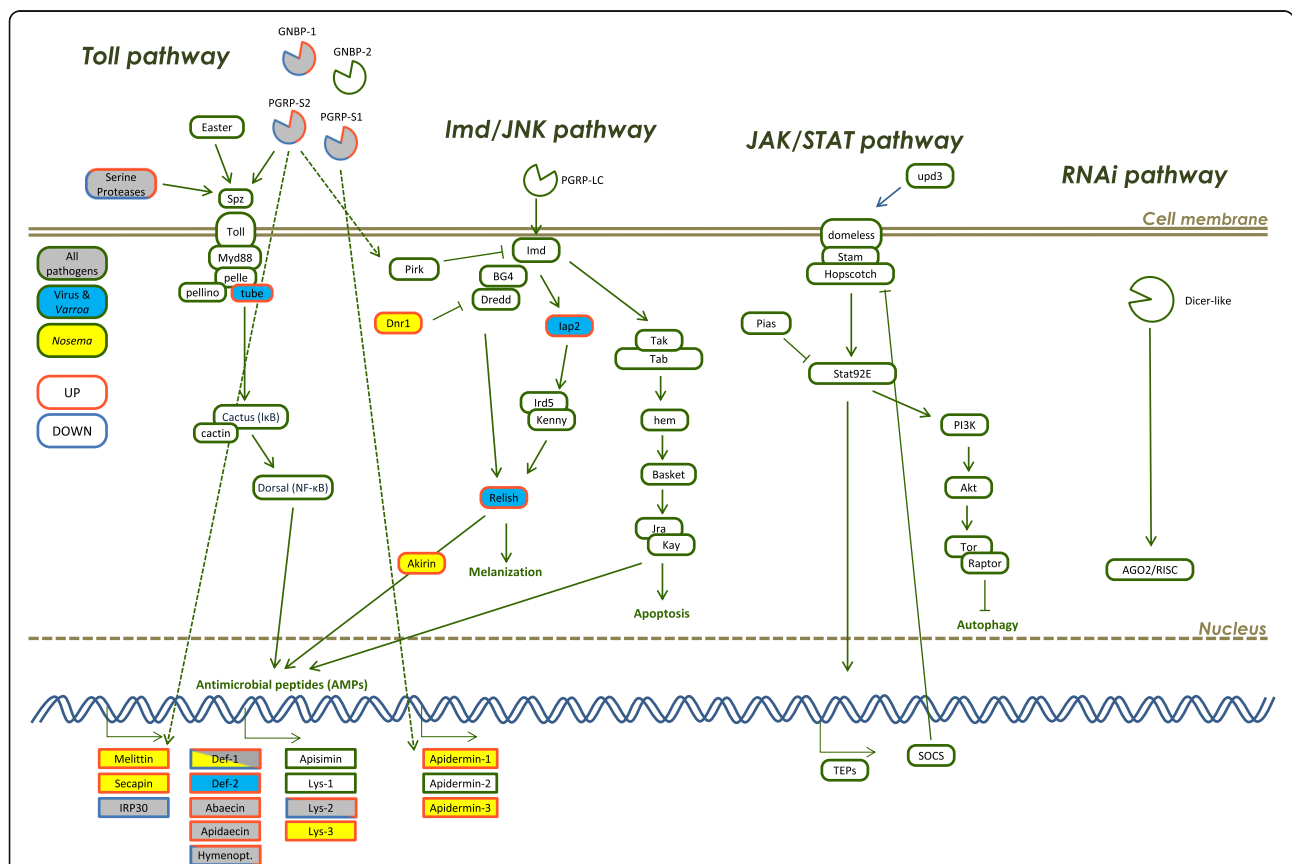 Toll pathway
GNBP-1
GNBP-2
PGRP-S2
PGRP-S1
Easter
Serine
Proteases
Spz
Toll
Myd88
pelle
pellino
tube
Cactus (IκB)
cactin
Dorsal (NF-κB)
All
pathogens
Virus &
Varroa
Nosema
UP
DOWN
Imd/JNK pathway
PGRP-LC
Imd
Pirk
BG4
Dredd
Dnr1
Iap2
Tak
Tab
Ird5
Kenny
hem
Basket
Relish
Jra
Kay
Akirin
Melanization
Apoptosis
JAK/STAT pathway
upd3
domeless
Stam
Hopscotch
Pias
Stat92E
PI3K
Akt
Tor
Raptor
Autophagy
RNAi pathway
Cell membrane
Dicer-like
AGO2/RISC
Nucleus
Antimicrobial peptides (AMPs)
Melittin
Secapin
IRP30
Def-1
Def-2
Abaecin
Apidaecin
Hymenopt.
Apisimin
Lys-1
Lys-2
Lys-3
Apidermin-1
Apidermin-2
Apidermin-3
TEPs
SOCS